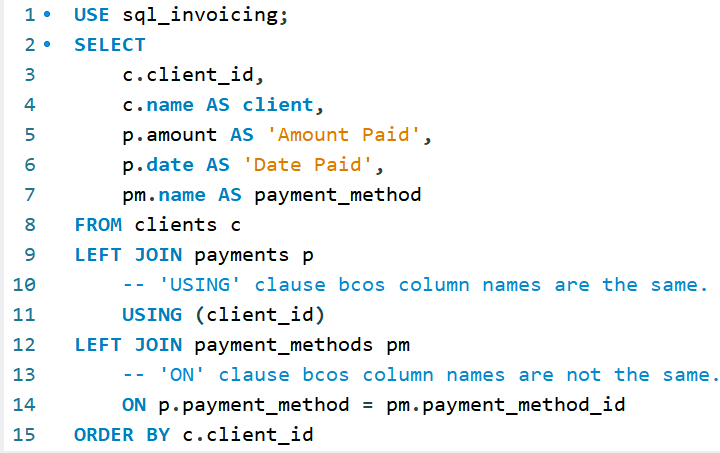 1 USE sql_invoicing;
2 SELECT
3 c.client_id,
4 c.name AS client,
5 p.amount AS 'Amount Paid',
6 p.date AS 'Date Paid',
7 pm.name AS payment_method
8 FROM clients c
9 LEFT JOIN payments p
10 -- 'USING' clause bcos column names are the same.
11 USING (client_id)
12 LEFT JOIN payment_methods pm
13 -- 'ON' clause bcos column names are not the same.
14 ON p.payment_method = pm.payment_method_id
15 ORDER BY c.client_id